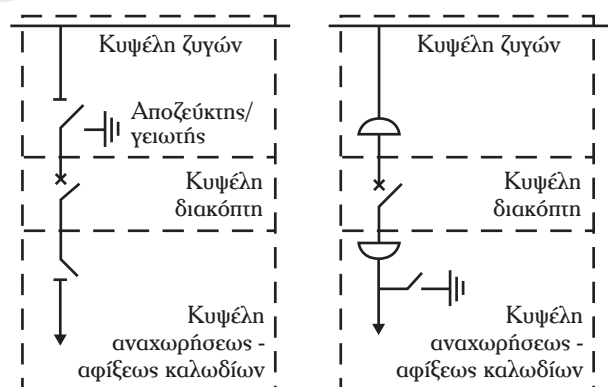 Κυψέλη ζυγών
Αποζεύκτης/
γειωτής
Κυψέλη
διακόπτη
Κυψέλη
αναχωρήσεως -
αφίξεως καλωδίων
Κυψέλη ζυγών
Κυψέλη
διακόπτη
Κυψέλη
αναχωρήσεως -
αφίξεως καλωδίων